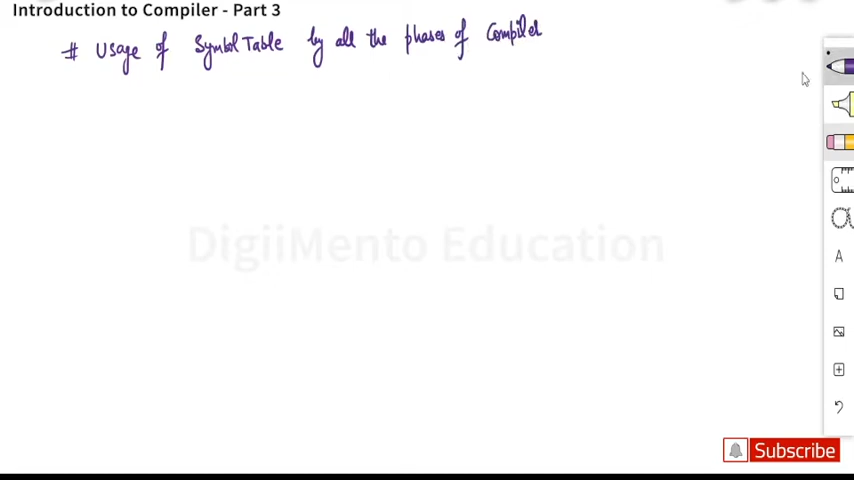 Introduction to Compiler - Part 3
# Usage of Symbol Table by all the phases of Compiler
DigiiMento Education
A
Subscribe